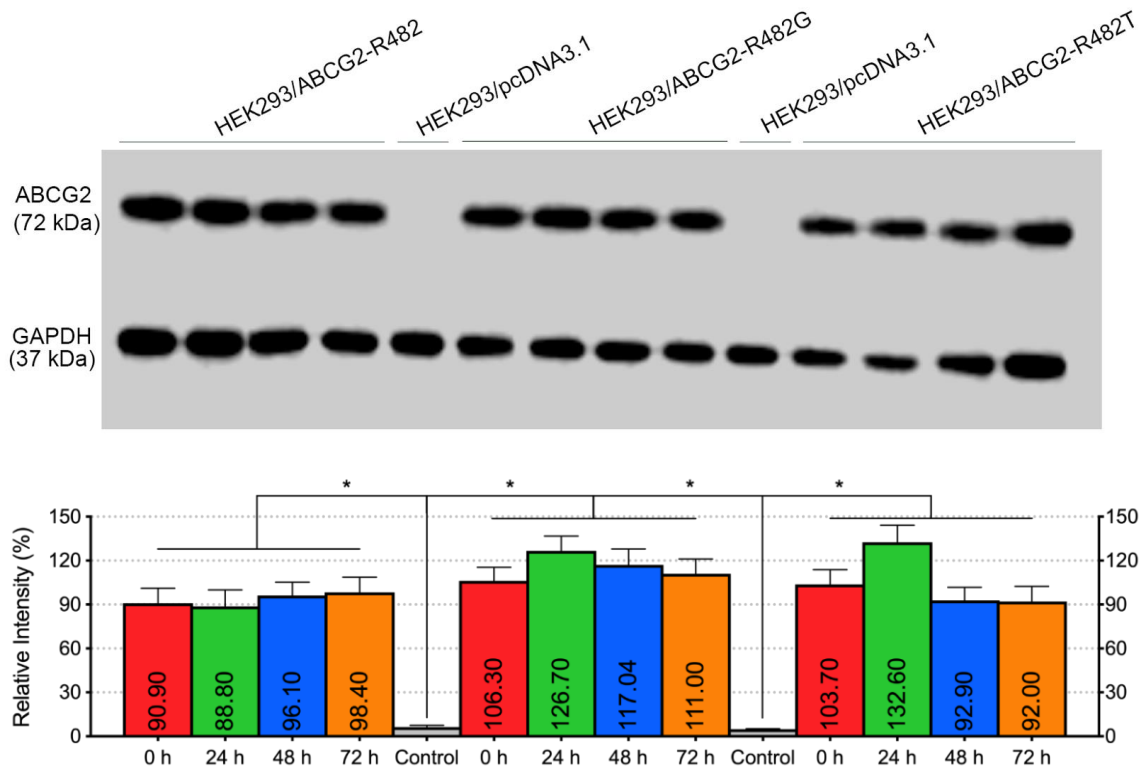 HEK293/ABCG2-R482
HEK293/pcDNA3.1
HEK293/ABCG2-R482G
HEK293/pcDNA3.1
HEK293/ABCG2-R482T
ABCG2
(72 kDa)
GAPDH
(37 kDa)
* * * *
Relative Intensity (%)
150
120
90
60
30
0
90.90 88.80 96.10 98.40 106.30 126.70 117.04 111.00 103.70 132.60 92.90 92.00
150
120
90
60
30
0
0 h 24 h 48 h 72 h Control 0 h 24 h 48 h 72 h Control 0 h 24 h 48 h 72 h